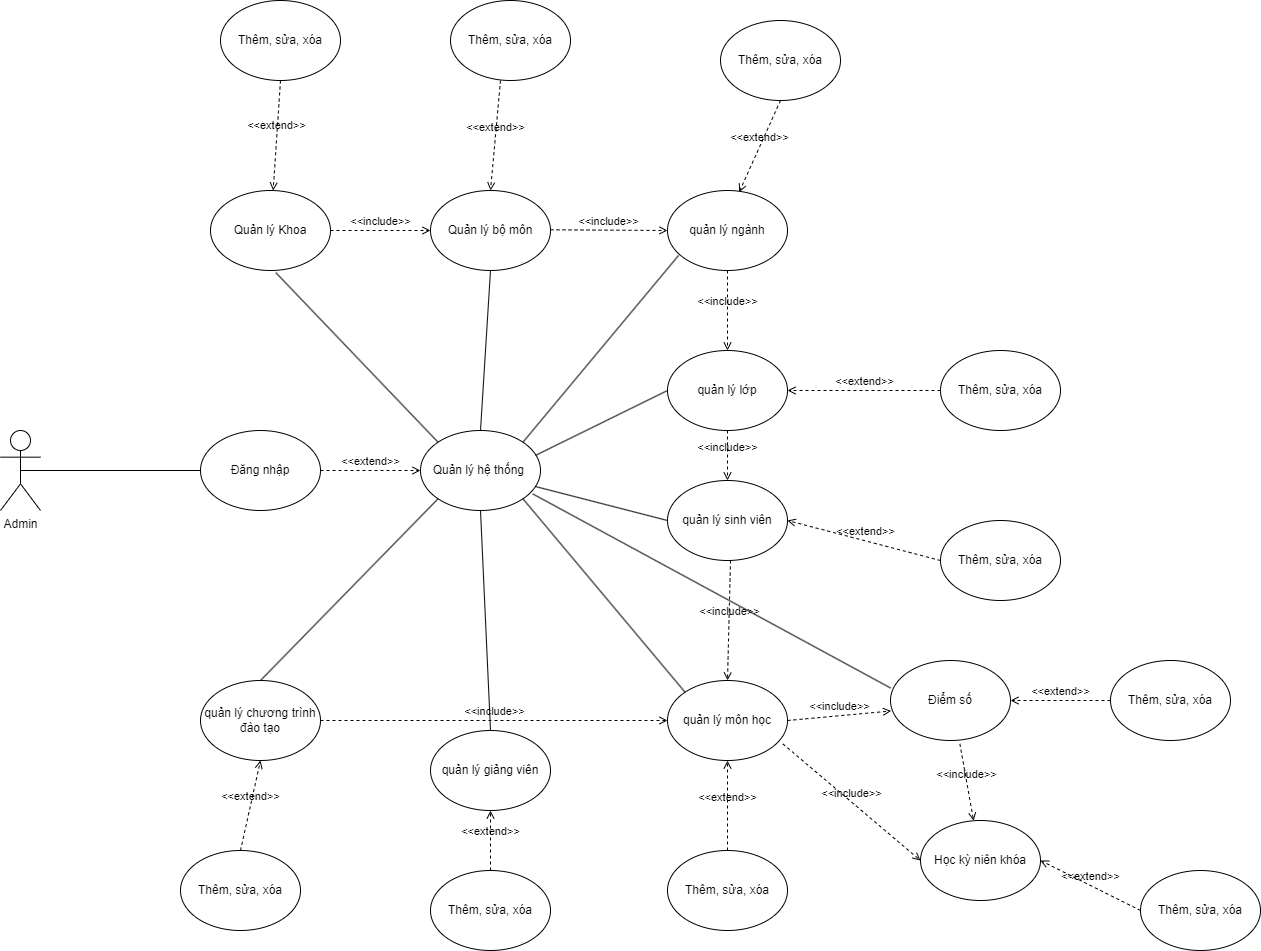 Thêm, sửa, xóa
Thêm, sửa, xóa
Thêm, sửa, xóa
<<extend>>
<<extend>>
<<extend>>
Quản lý Khoa
<<include>>
Quản lý bộ môn
<<include>>
quản lý ngành
<<include>>
quản lý lớp
<<extend>>
Thêm, sửa, xóa
<<include>>
Admin
Đăng nhập
<<extend>>
Quản lý hệ thống
quản lý sinh viên
<<extend>>
Thêm, sửa, xóa
<<include>>
quản lý chương trình
đào tạo
<<include>>
quản lý môn học
<<include>>
Điểm số
<<extend>>
Thêm, sửa, xóa
quản lý giảng viên
<<include>>
<<include>>
<<extend>>
<<extend>>
<<extend>>
Học kỳ niên khóa
<<extend>>
Thêm, sửa, xóa
Thêm, sửa, xóa
Thêm, sửa, xóa
Thêm, sửa, xóa